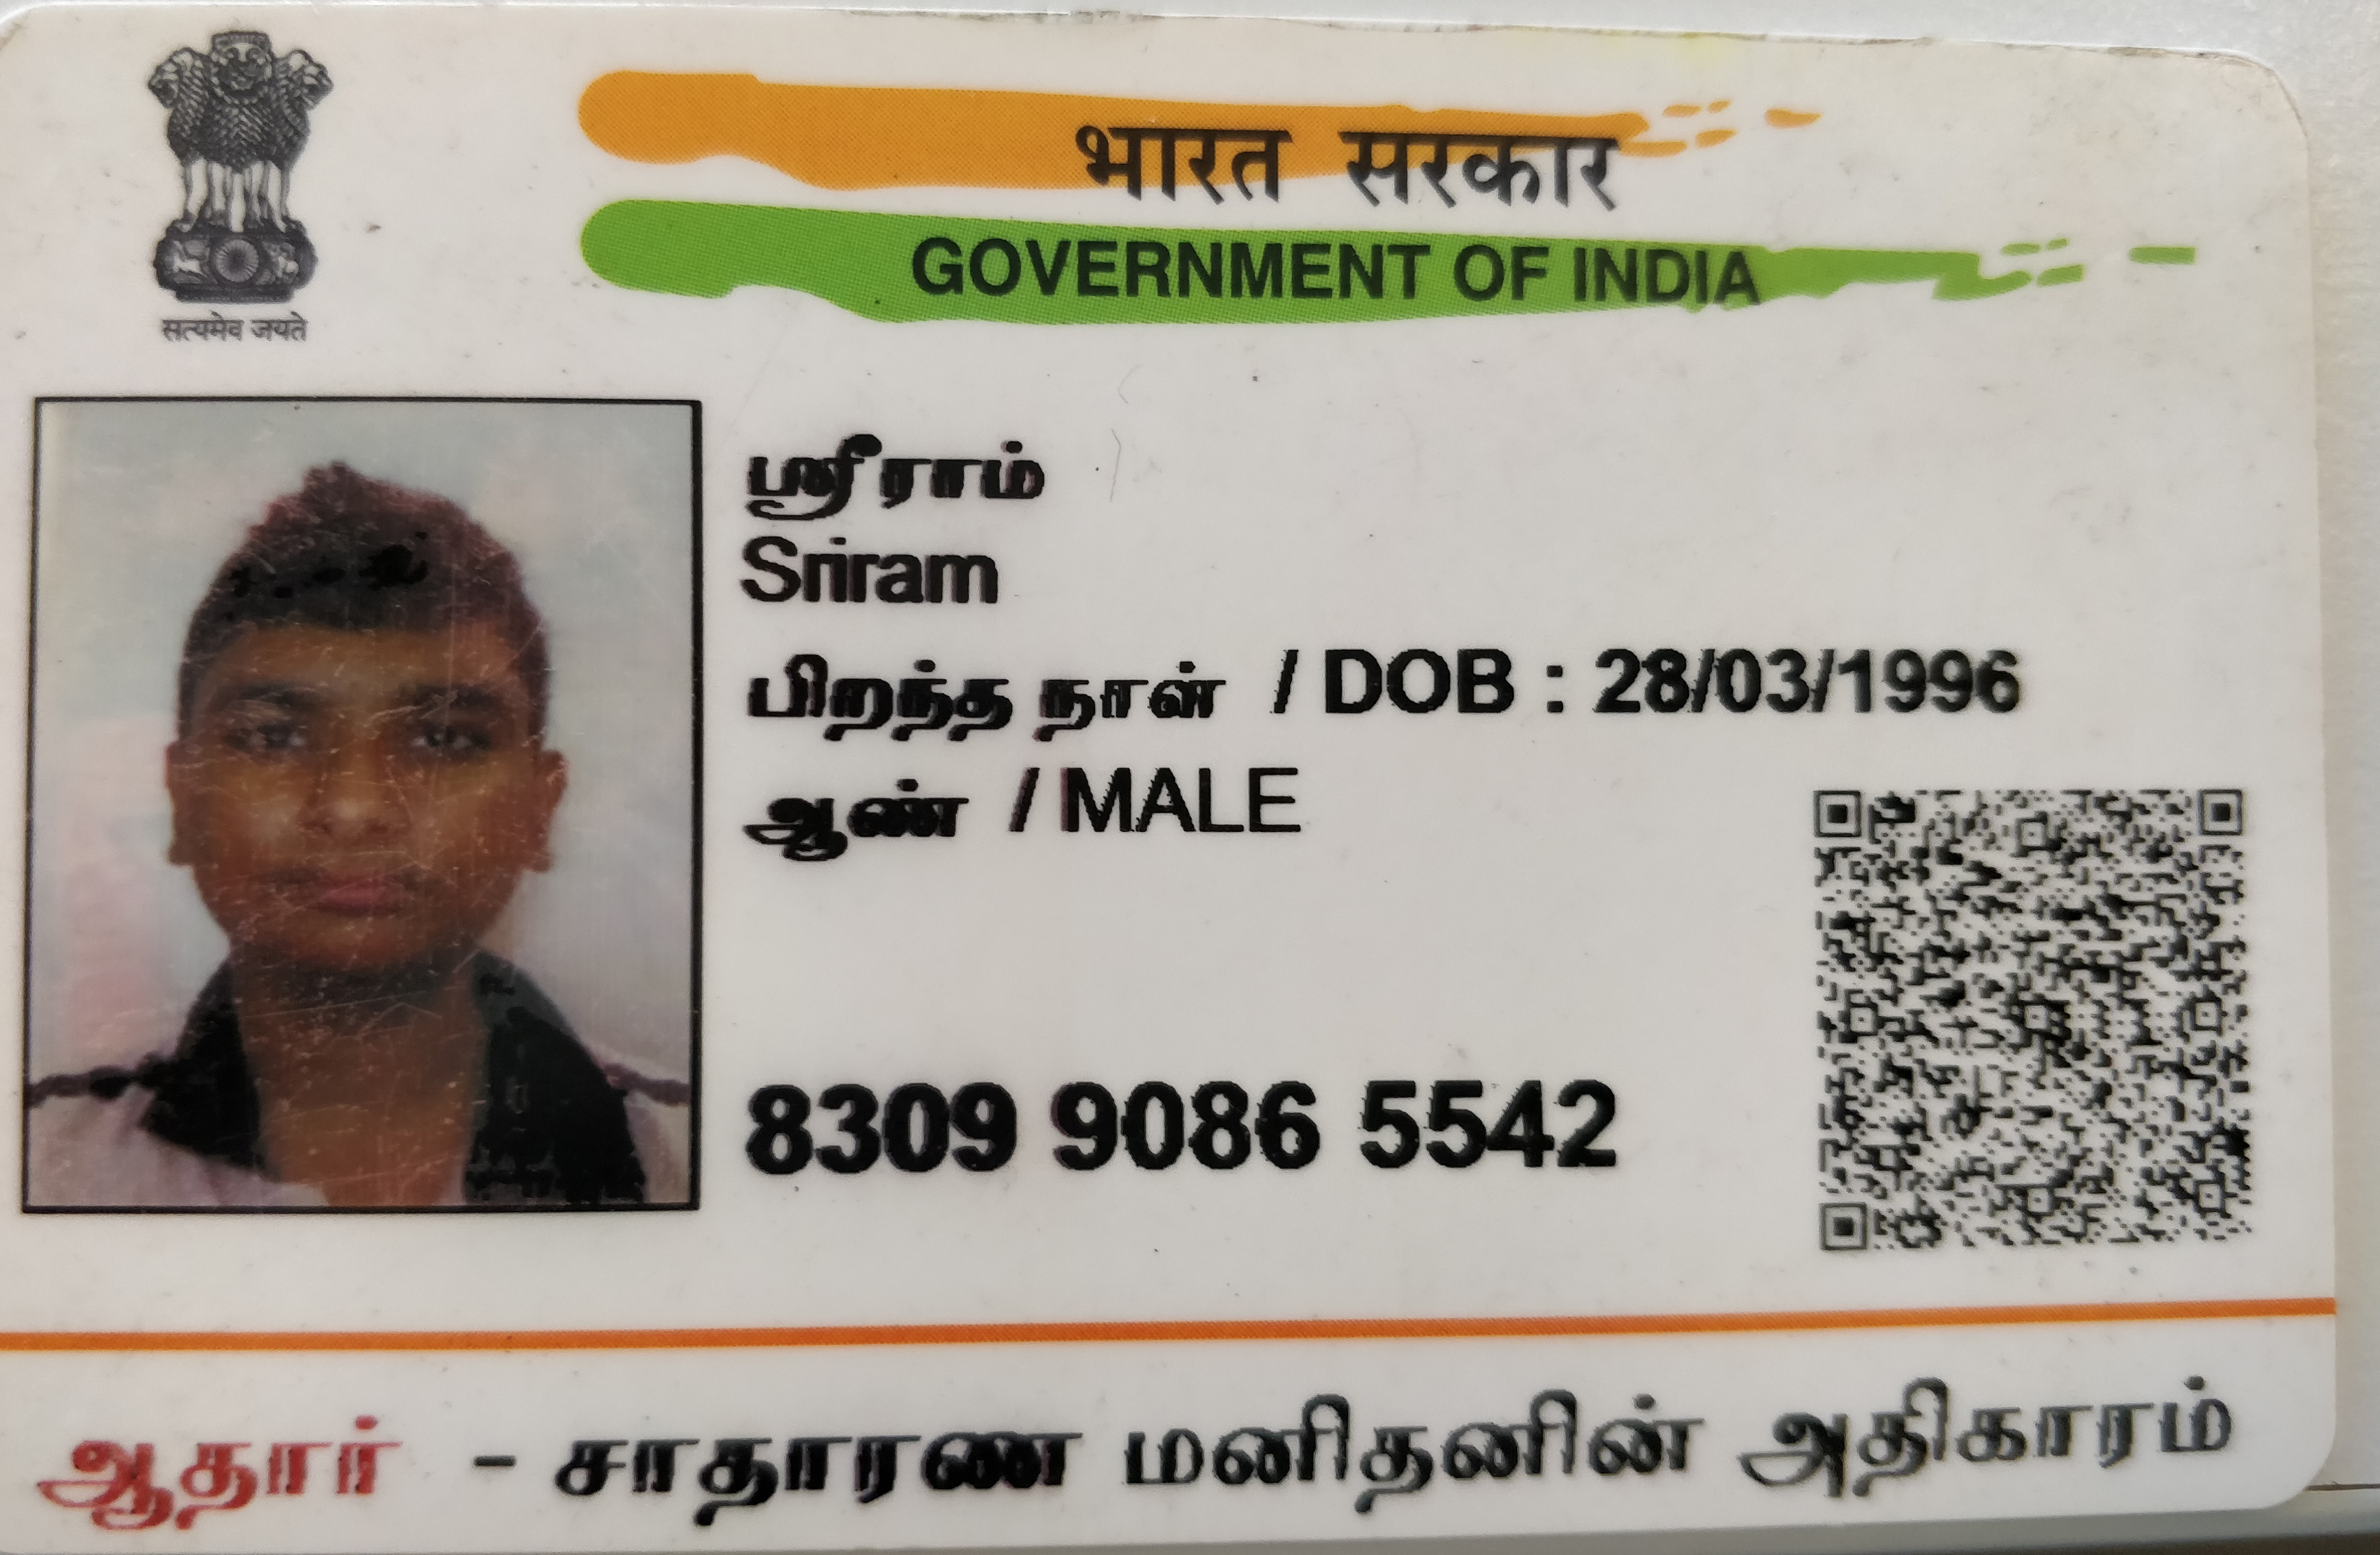 भारत सरकार
GOVERNMENT OF INDIA
सत्यमेव जयते
ஸ்ரீராம்
Sriram
பிறந்த நாள் / DOB : 28/03/1996
ஆண் / MALE
8309 9086 5542
ஆதார் - சாதாரண மனிதனின் அதிகாரம்